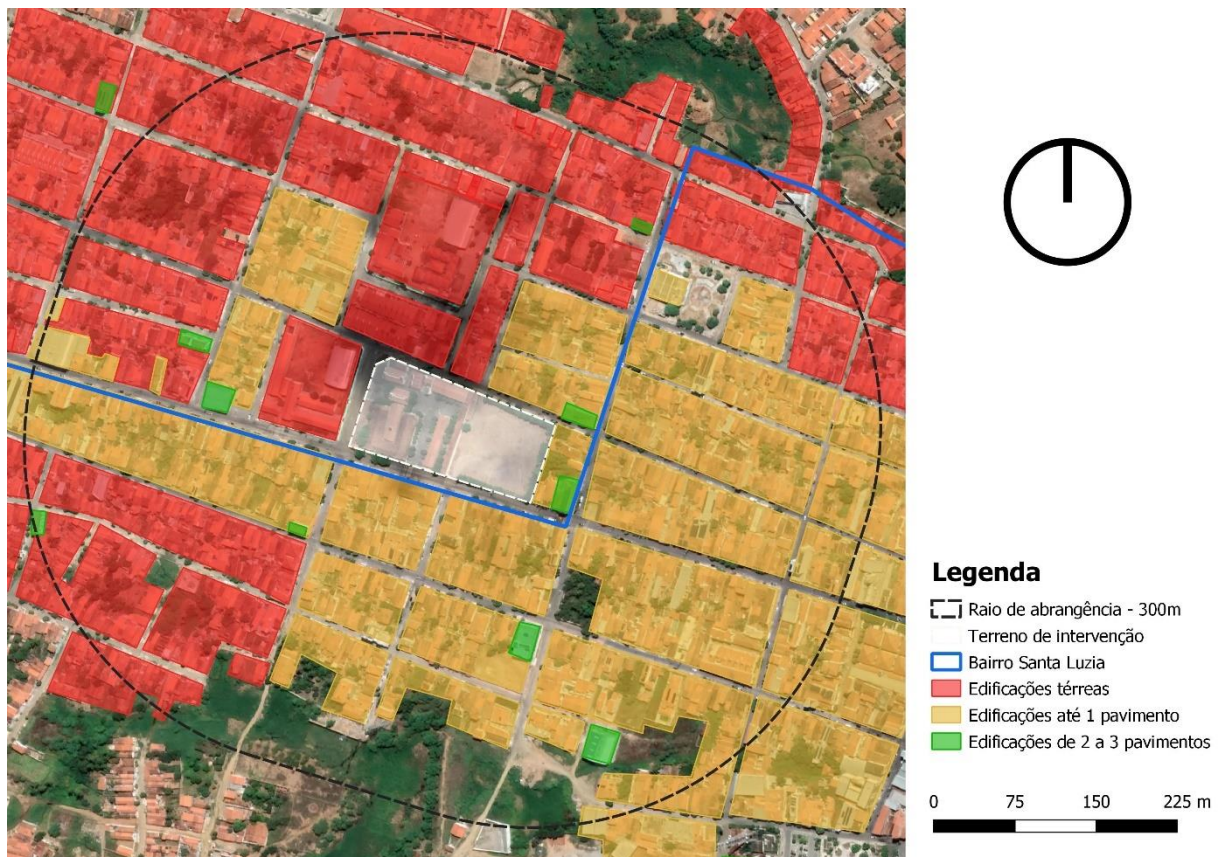 Legenda
Raio de abrangência - 300m
Terreno de intervenção
Bairro Santa Luzia
Edificações térreas
Edificações até 1 pavimento
Edificações de 2 a 3 pavimentos
0 75 150 225 m